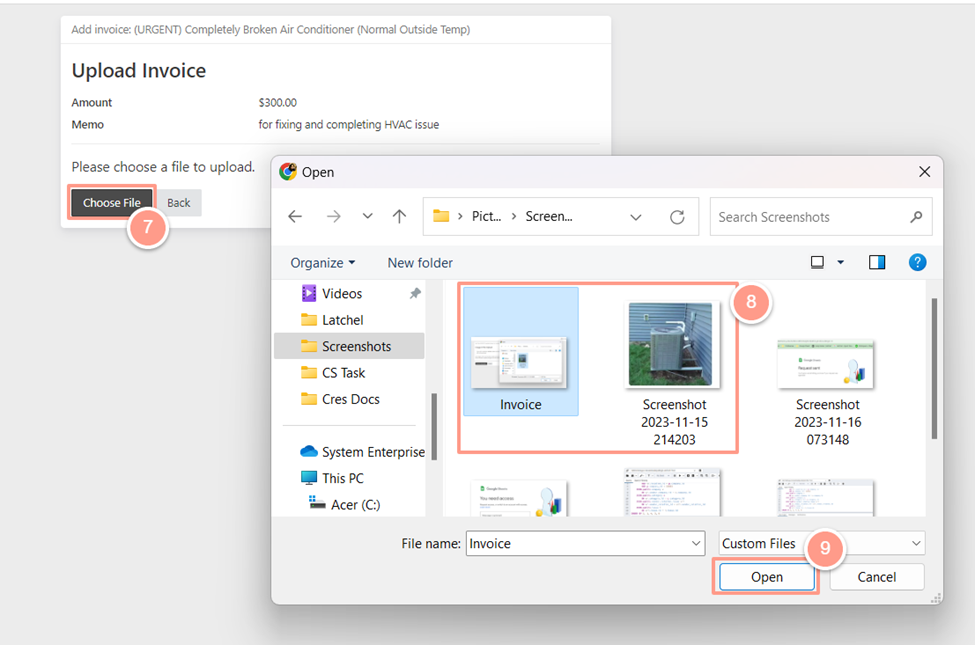 Add invoice: (URGENT) Completely Broken Air Conditioner (Normal Outside Temp)
Upload Invoice
Amount $300.00
Memo for fixing and completing HVAC issue
Please choose a file to upload.
Choose File Back
7
Open
Pict... Screen...
Search Screenshots
Organize New folder
?
Videos
Latchel
Screenshots
CS Task
Cres Docs
System Enterprise
This PC
Acer (C:)
8
Invoice
Screenshot
2023-11-15
214203
Screenshot
2023-11-16
073148
File name: Invoice
Custom Files
9
Open Cancel